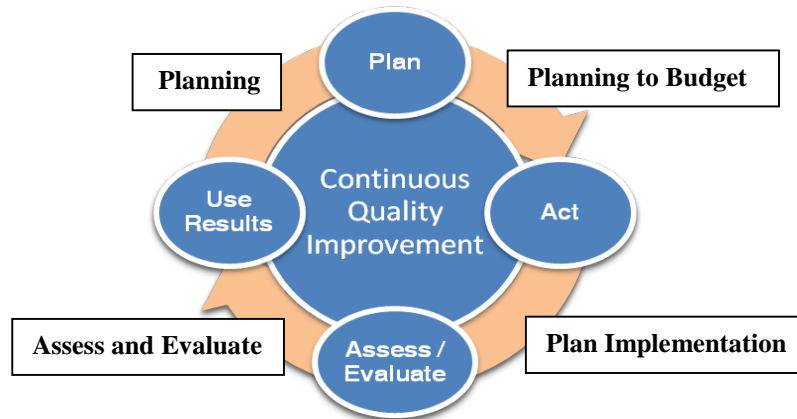 Plan
Planning
Planning to Budget
Continuous
Quality
Improvement
Use
Results
Act
Assess and Evaluate
Assess /
Evaluate
Plan Implementation